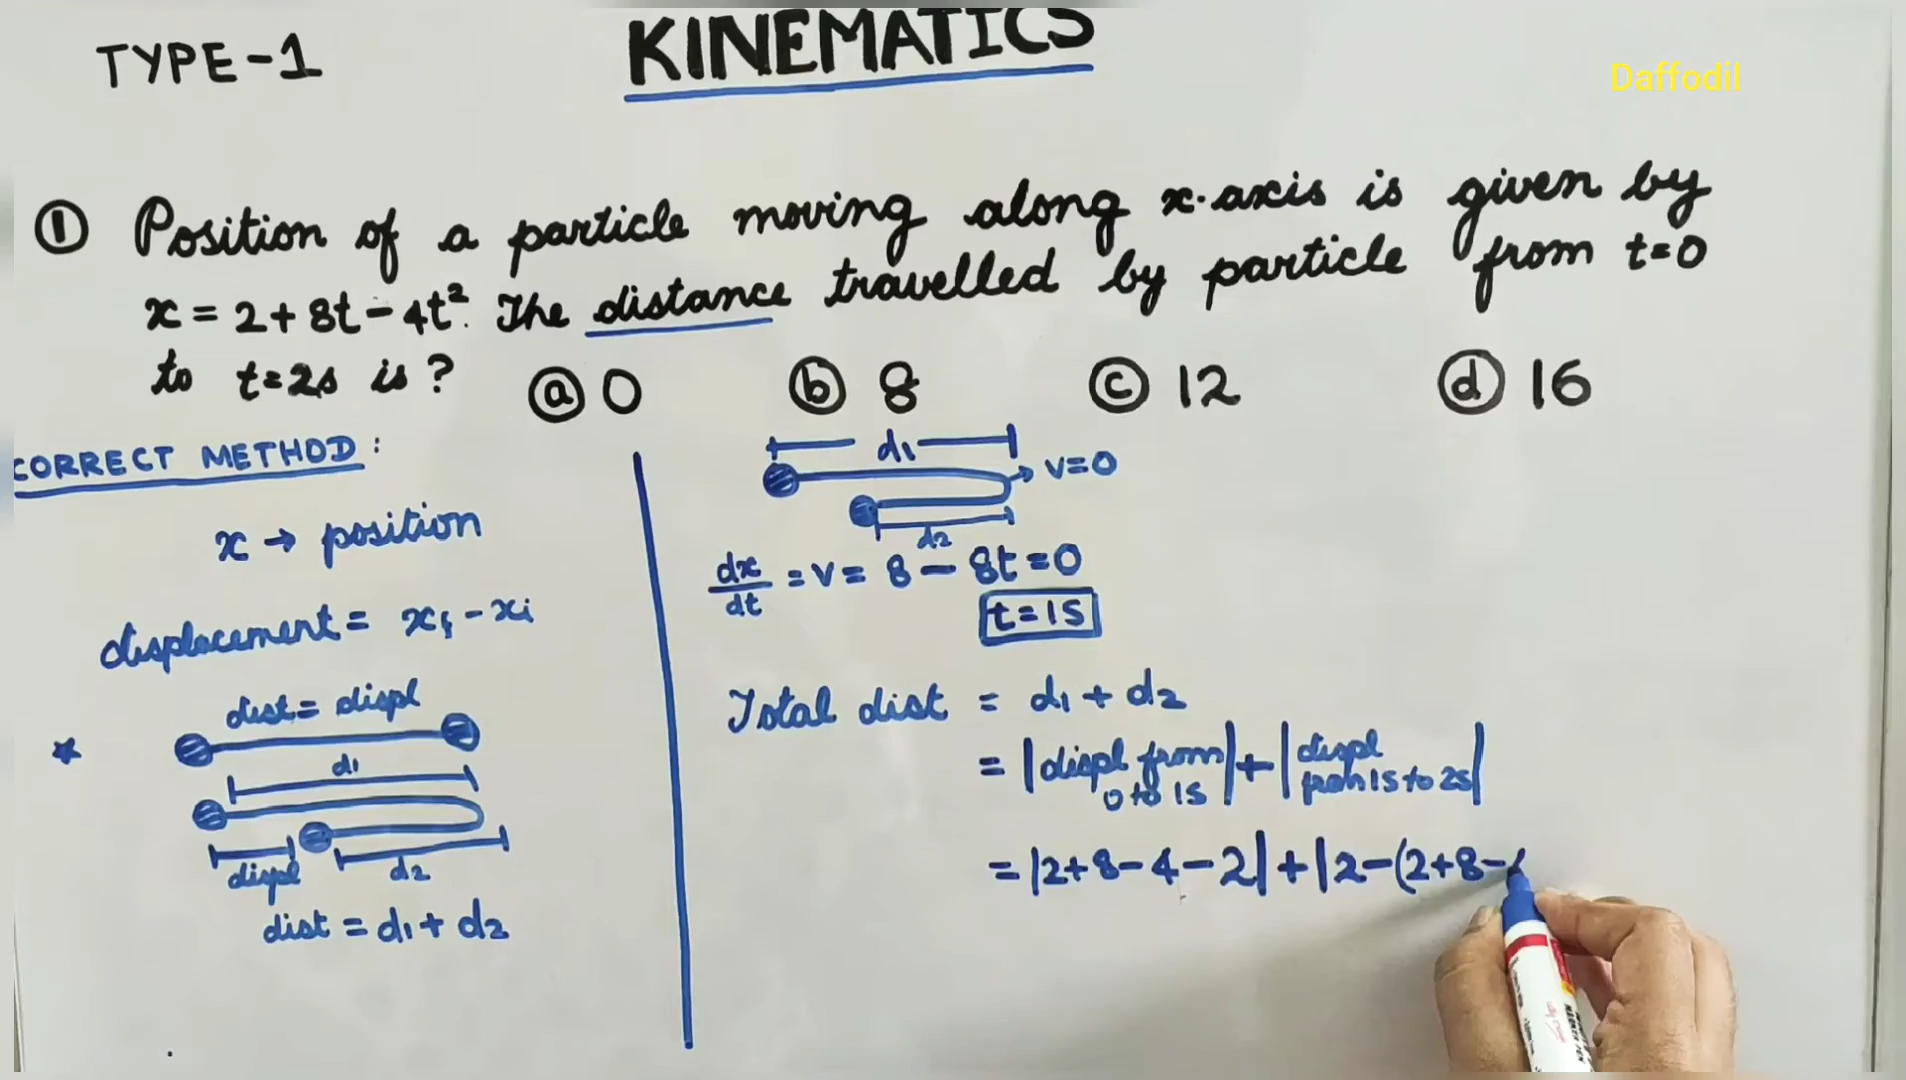 TYPE-1
KINEMATICS
Daffodil
① Position of a particle moving along x-axis is given by
x = 2 + 8t - 4t². The distance travelled by particle from t=0
to t=2s is?
ⓐ 0 ⓑ 8 ⓒ 12 ⓓ 16
CORRECT METHOD:
x → position
displacement = xf - xi
dist = displ
*
d1
displ
d2
dist = d1 + d2
d1
→ v=0
d2
dx/dt = v = 8 - 8t = 0
t = 1s
Total dist = d1 + d2
= |displ from 0 to 1s| + |displ from 1s to 2s|
= |2+8-4-2| + |2-(2+8-